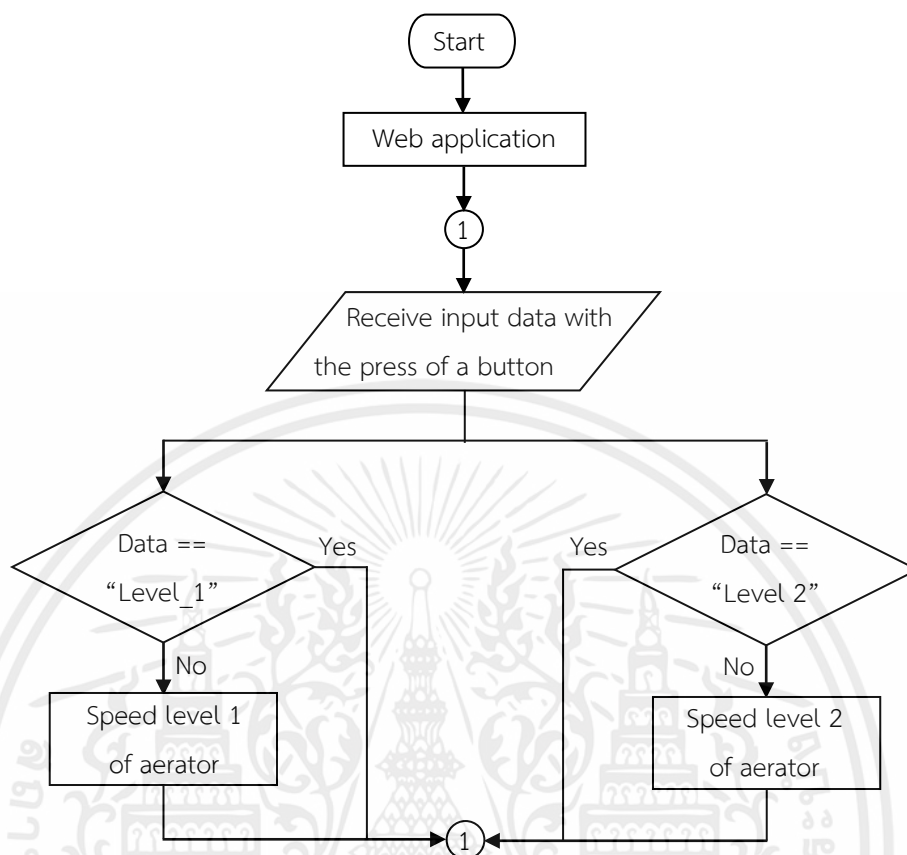 Start
Web application
1
Receive input data with
the press of a button
Data ==
“Level_1”
Yes
No
Speed level 1
of aerator
Data ==
“Level 2”
Yes
No
Speed level 2
of aerator
1